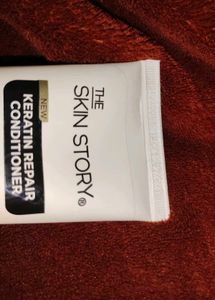 THE
SKIN STORY®
NEW
KERATIN REPAIR
CONDITIONER